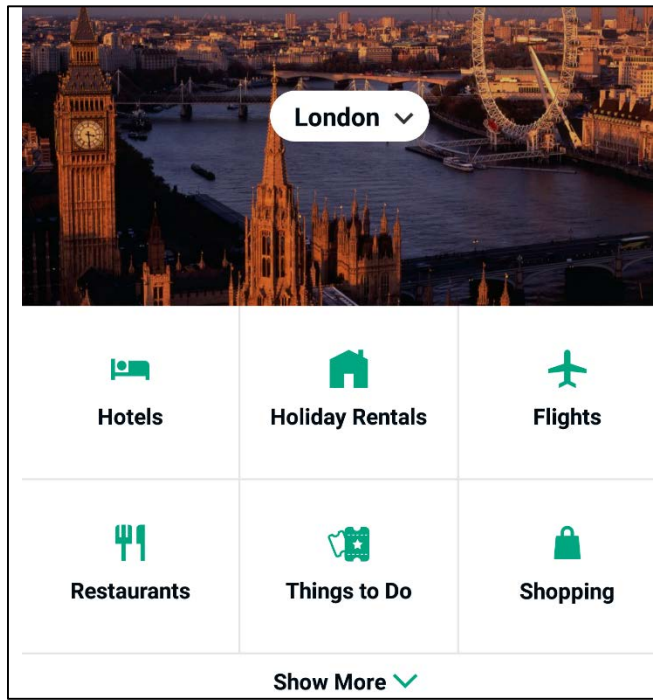 London
Hotels
Holiday Rentals
Flights
Restaurants
Things to Do
Shopping
Show More